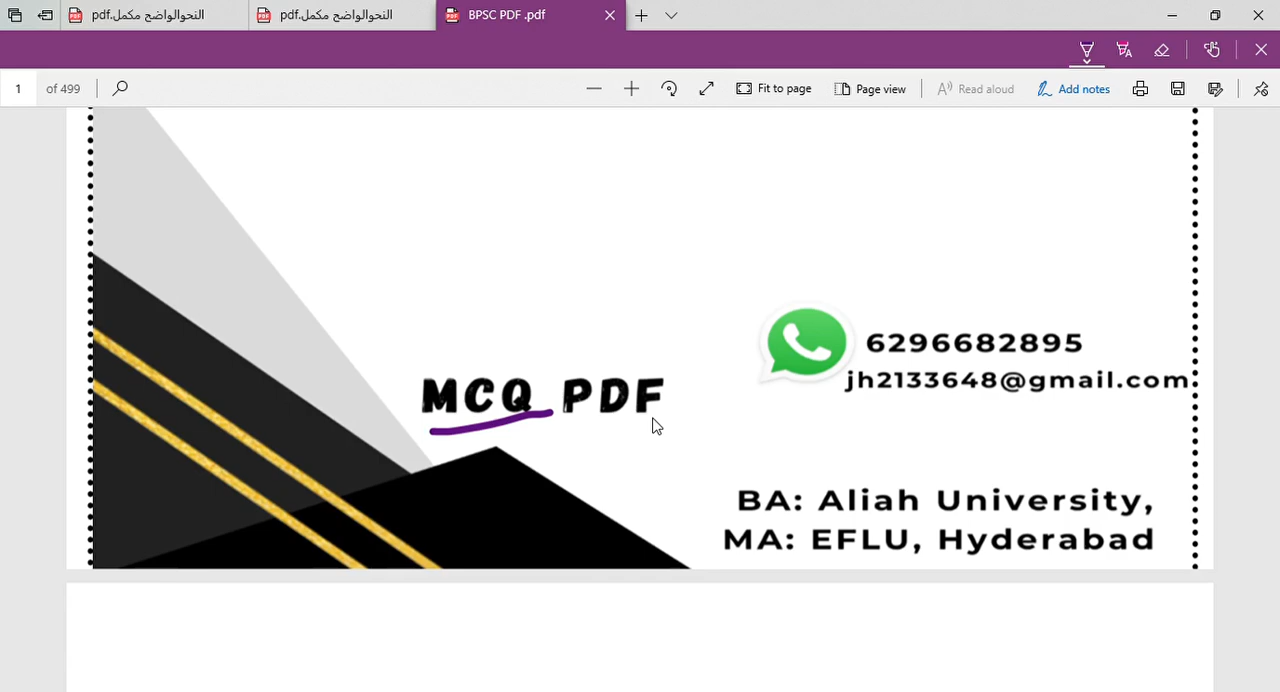 النحوالواضح مكمل.pdf
النحوالواضح مكمل.pdf
BPSC PDF .pdf
1 of 499
Fit to page
Page view
Read aloud
Add notes
6296682895
jh2133648@gmail.com
MCQ PDF
BA: Aliah University,
MA: EFLU, Hyderabad